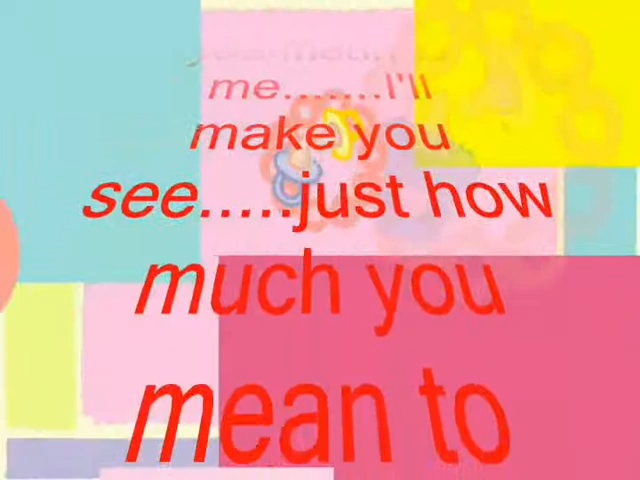 me.......I'll
make you
see.....just how
much you
mean to